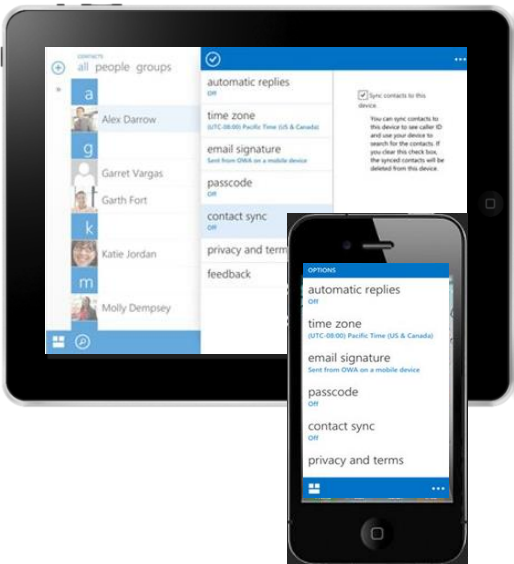 CONTACTS
all people groups
a
Alex Darrow
g
Garret Vargas
Garth Fort
k
Katie Jordan
m
Molly Dempsey
automatic replies
Off
time zone
(UTC-08:00) Pacific Time (US & Canada)
email signature
Sent from OWA on a mobile device
passcode
Off
contact sync
Off
privacy and term
feedback
Sync contacts to this
device.
You can sync contacts to
this device to see caller ID
and use your device to
search for the contacts. If
you clear this check box,
the synced contacts will be
deleted from this device.
OPTIONS
automatic replies
Off
time zone
(UTC-08:00) Pacific Time (US & Canada)
email signature
Sent from OWA on a mobile device
passcode
Off
contact sync
Off
privacy and terms